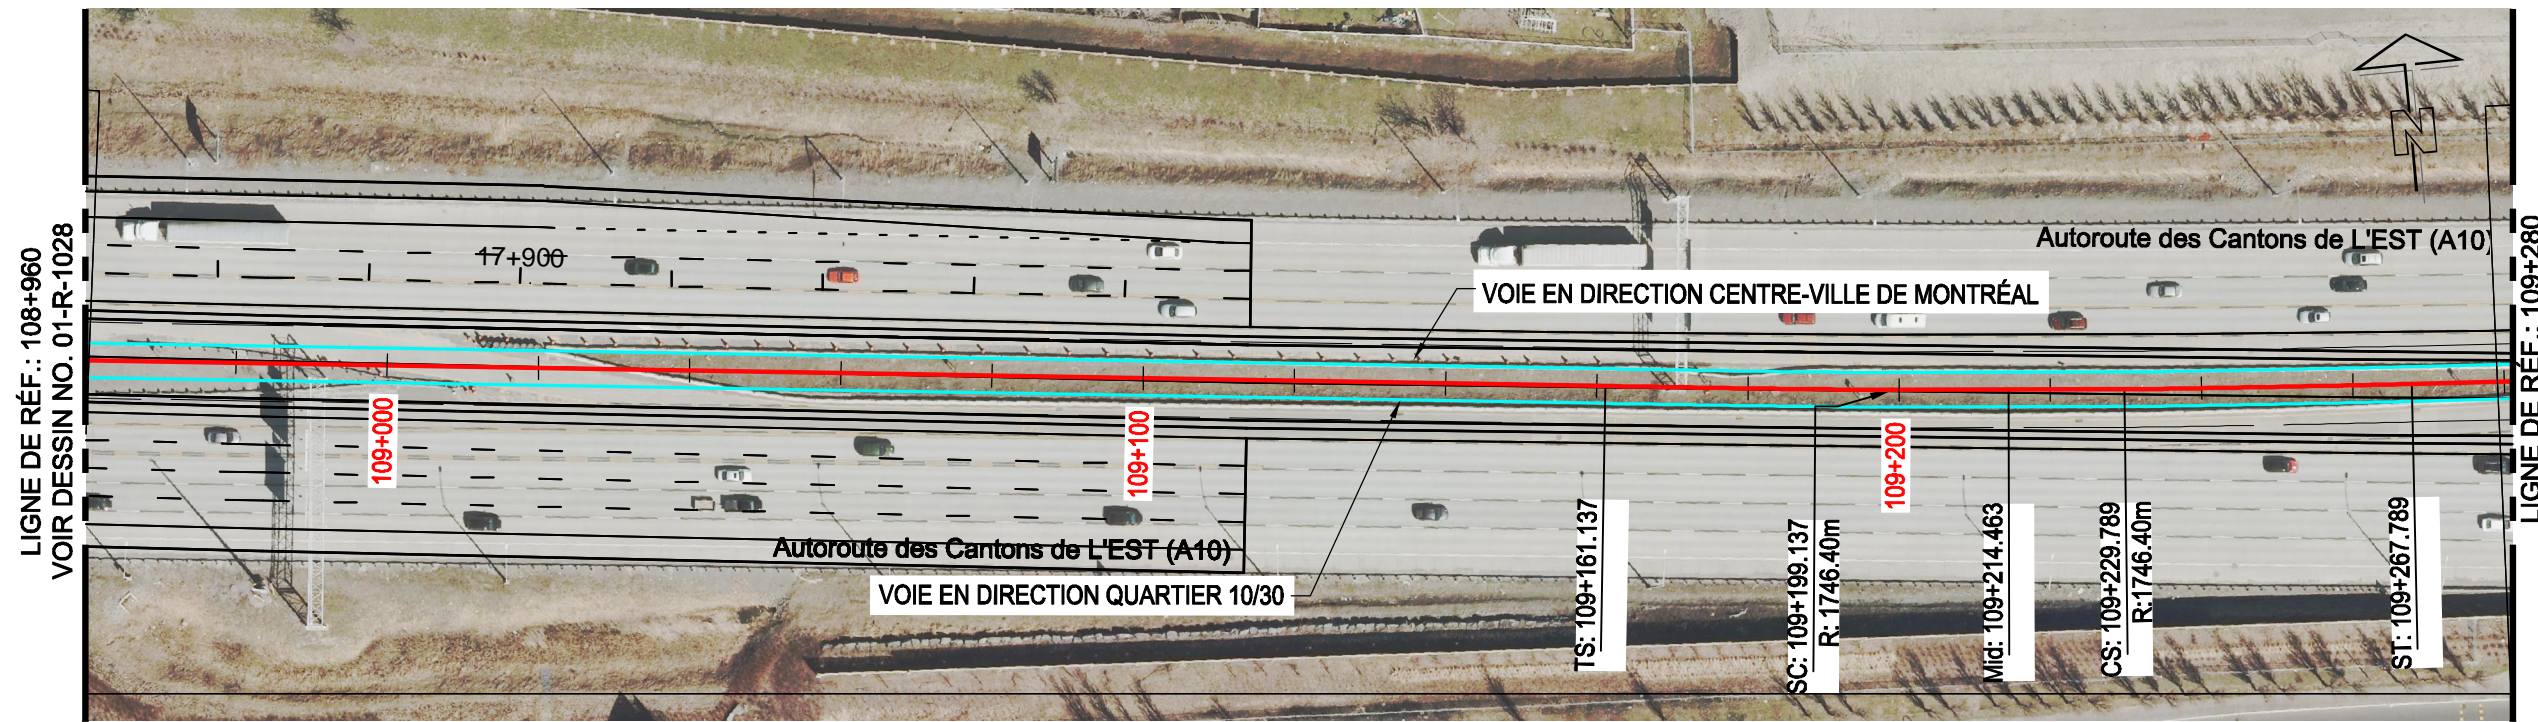 LIGNE DE RÉF.: 108+960
VOIR DESSIN NO. 01-R-1028
17+900
N
Autoroute des Cantons de L'EST (A10)
VOIE EN DIRECTION CENTRE-VILLE DE MONTRÉAL
109+000
109+100
109+200
Autoroute des Cantons de L'EST (A10)
VOIE EN DIRECTION QUARTIER 10/30
TS: 109+161.137
SC: 109+199.137
R: 1746.40m
Mid: 109+214.463
CS: 109+229.789
R:1746.40m
ST: 109+267.789
LIGNE DE RÉF.: 109+280